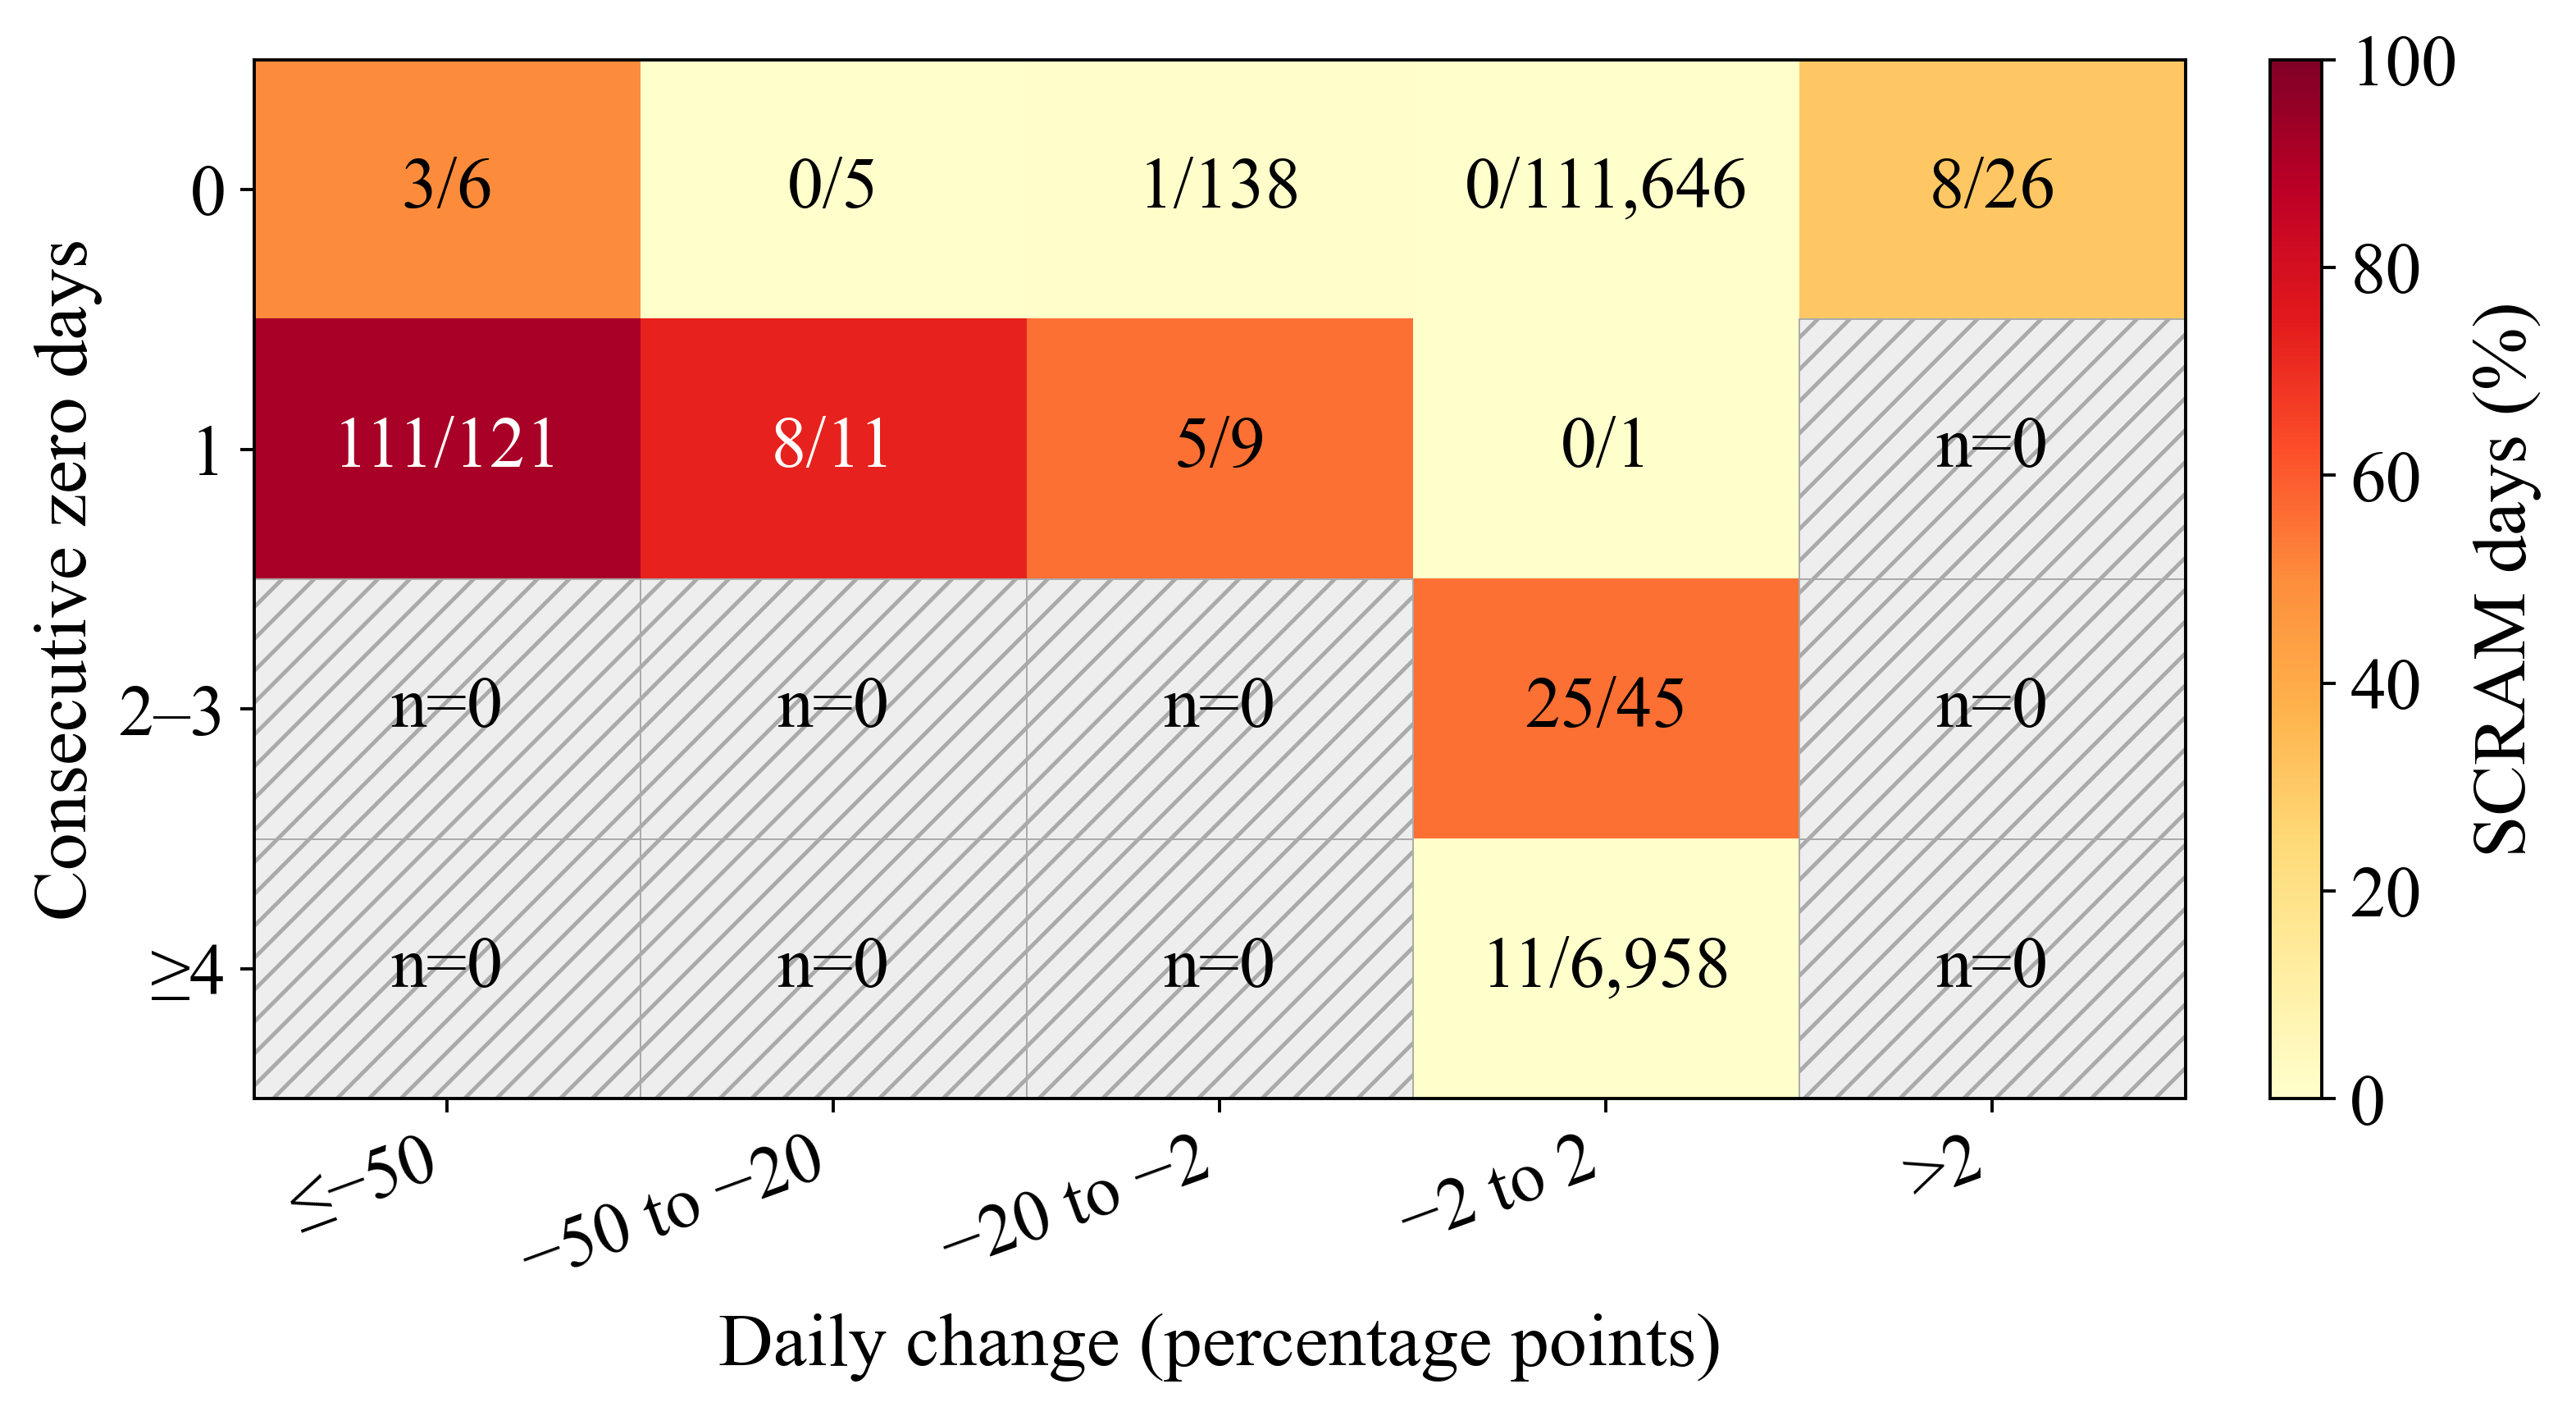 3/6 0/5 1/138 0/111,646 8/26
111/121 8/11 5/9 0/1 n=0
n=0 n=0 n=0 25/45 n=0
n=0 n=0 n=0 11/6,958 n=0
0
1
2–3
≥4
Consecutive zero days
≤−50
−50 to −20
−20 to −2
−2 to 2
>2
Daily change (percentage points)
100
80
60
40
20
0
SCRAM days (%)